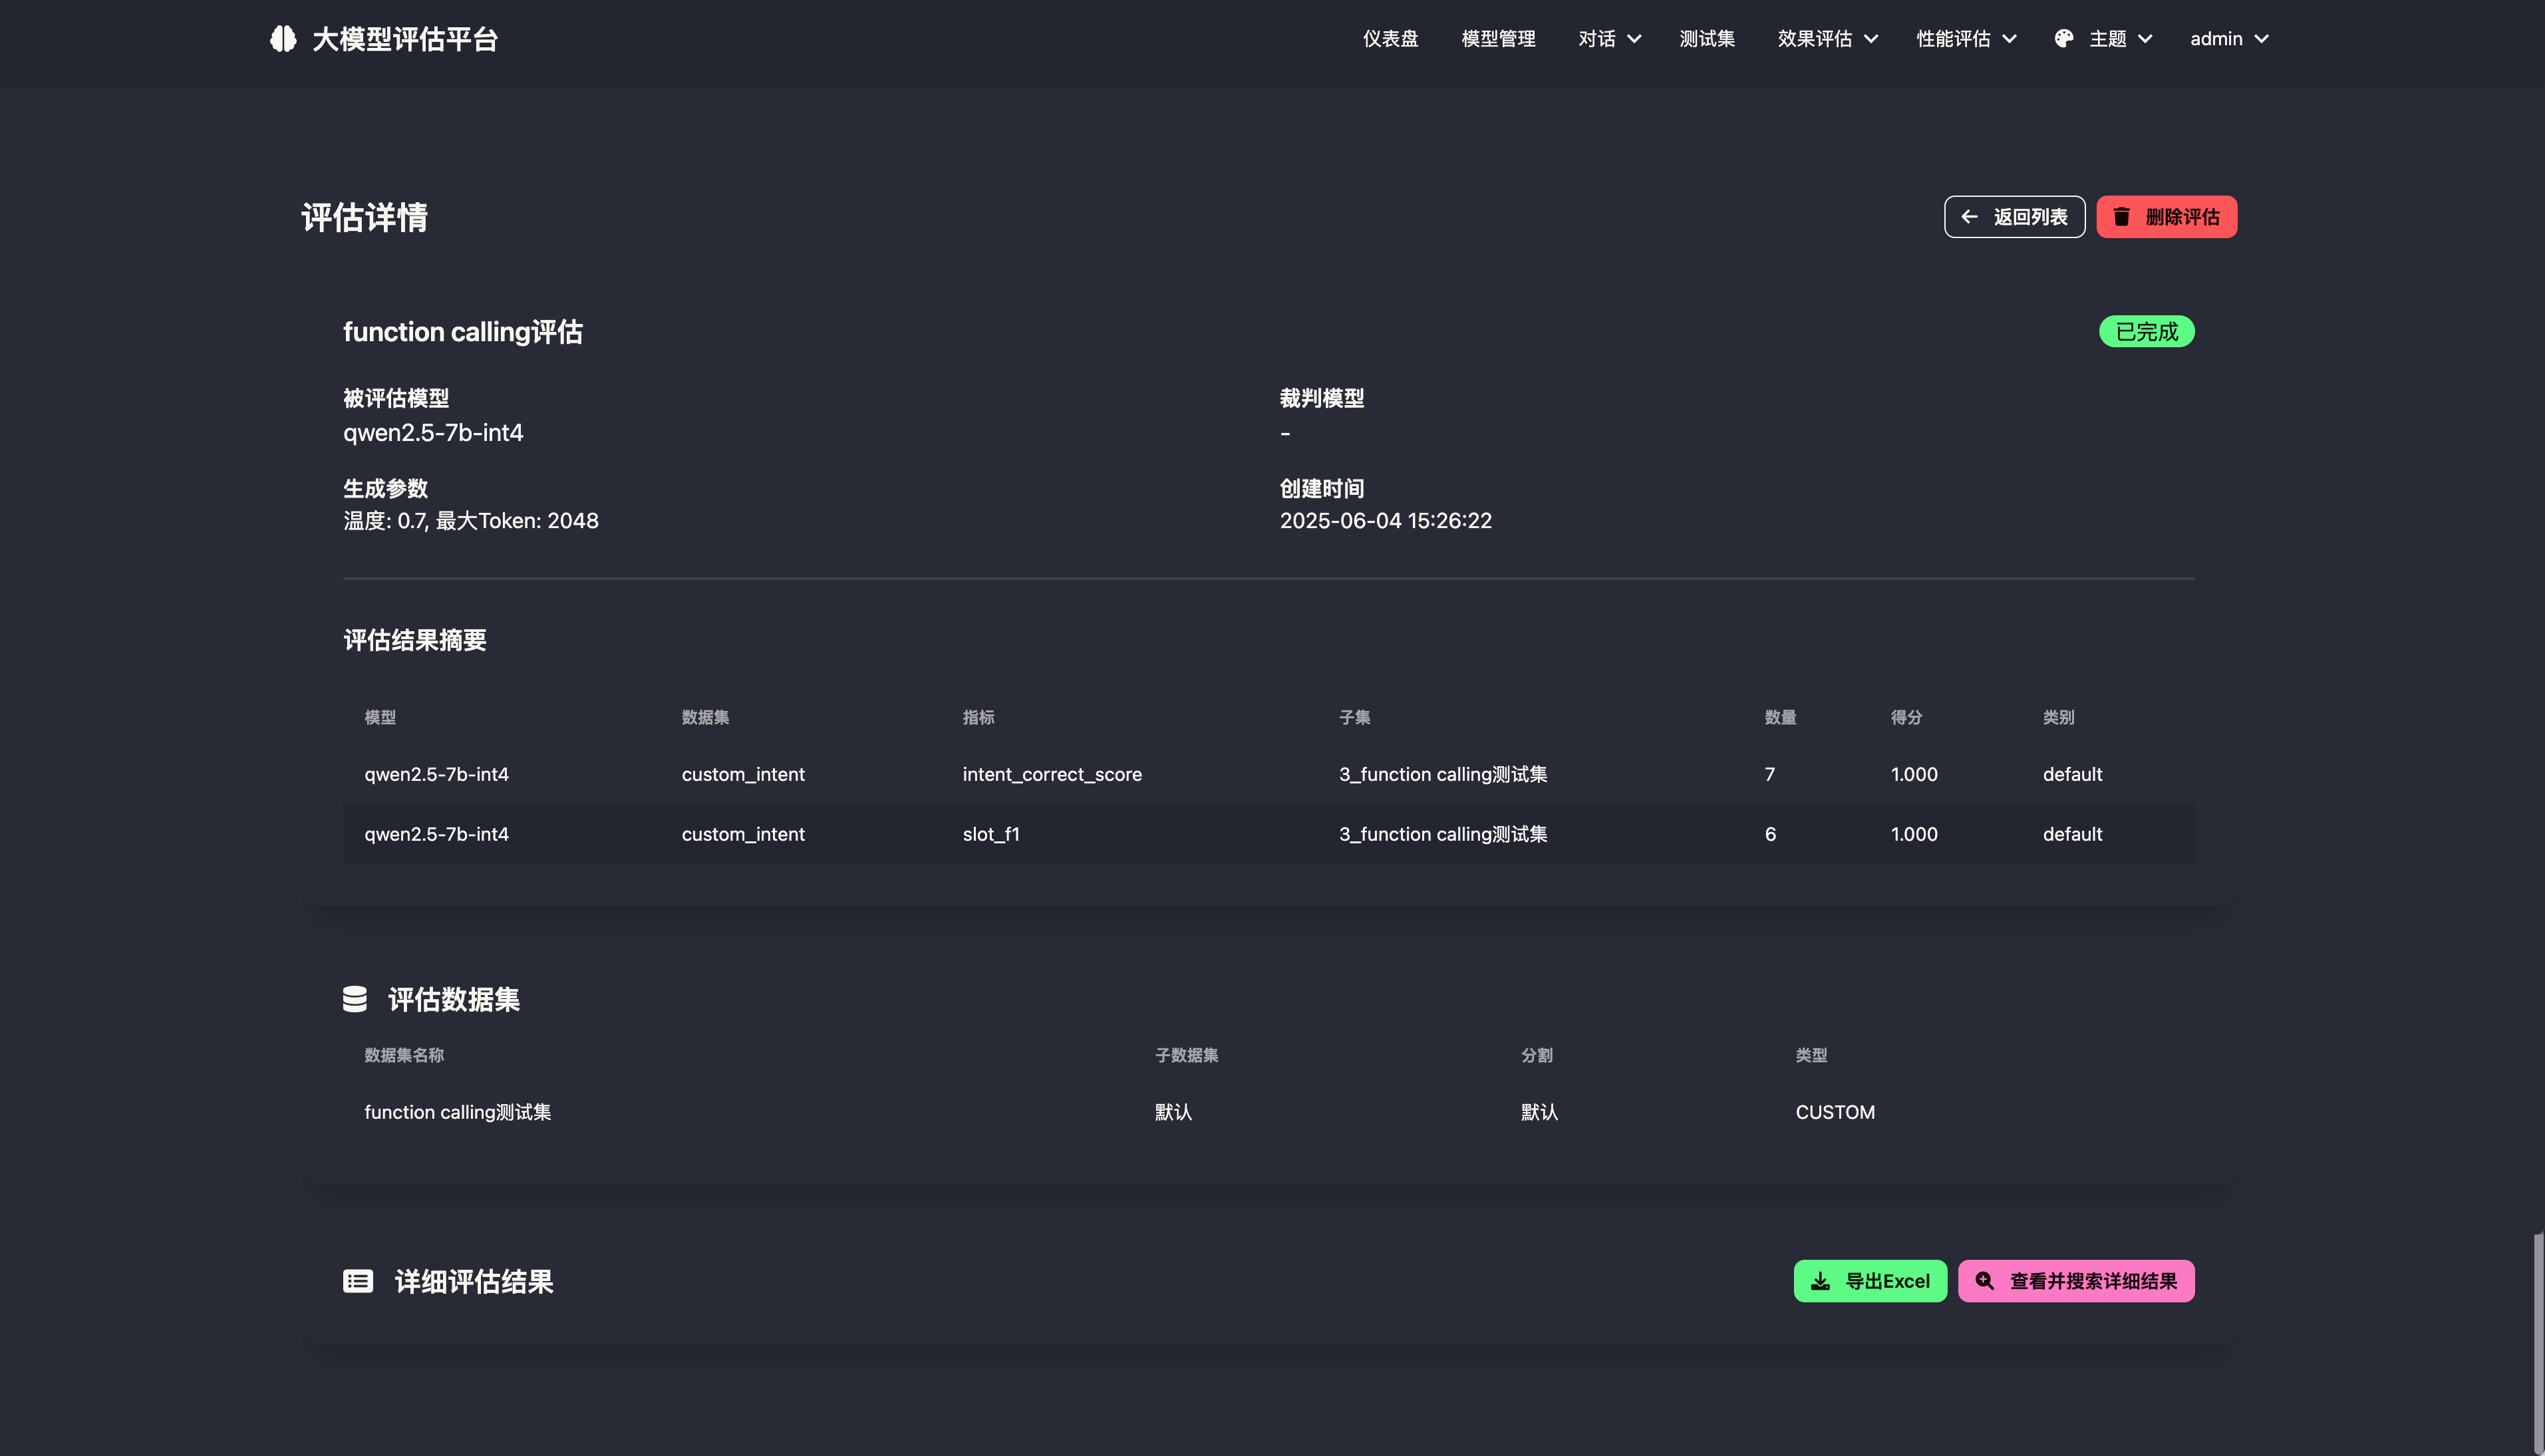 大模型评估平台 仪表盘 模型管理 对话 测试集 效果评估 性能评估 主题 admin
评估详情 返回列表 删除评估
function calling评估 已完成
被评估模型 裁判模型
qwen2.5-7b-int4 -
生成参数 创建时间
温度: 0.7, 最大Token: 2048 2025-06-04 15:26:22
评估结果摘要
模型 数据集 指标 子集 数量 得分 类别
qwen2.5-7b-int4 custom_intent intent_correct_score 3_function calling测试集 7 1.000 default
qwen2.5-7b-int4 custom_intent slot_f1 3_function calling测试集 6 1.000 default
评估数据集
数据集名称 子数据集 分割 类型
function calling测试集 默认 默认 CUSTOM
详细评估结果 导出Excel 查看并搜索详细结果